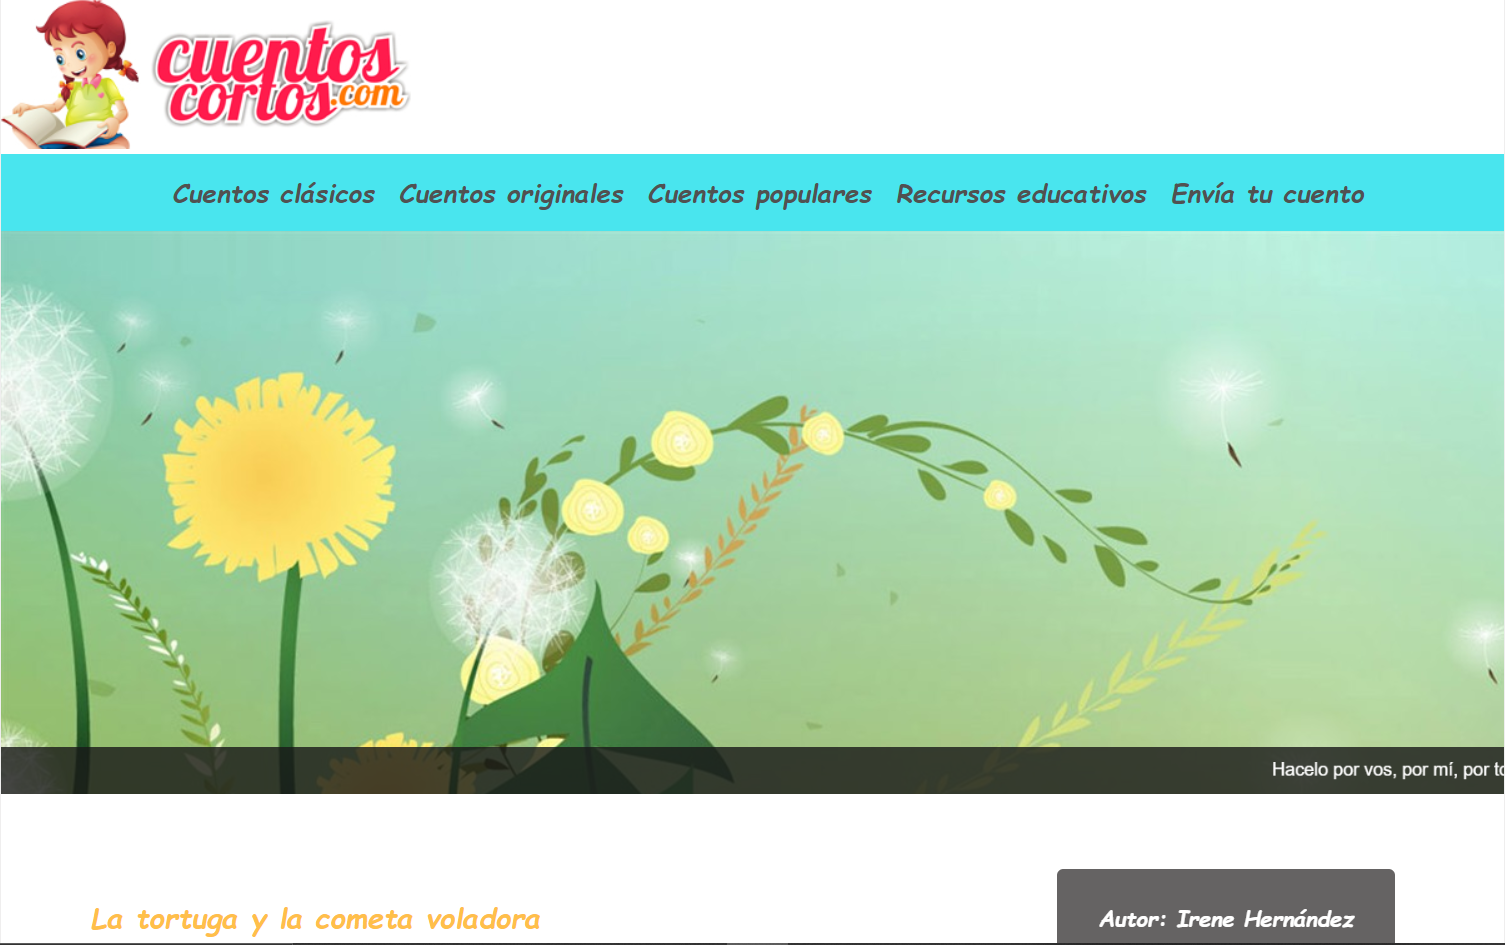 cuentos
cortos.com
Cuentos clásicos Cuentos originales Cuentos populares Recursos educativos Envía tu cuento
Hacelo por vos, por mí, por
La tortuga y la cometa voladora
Autor: Irene Hernández